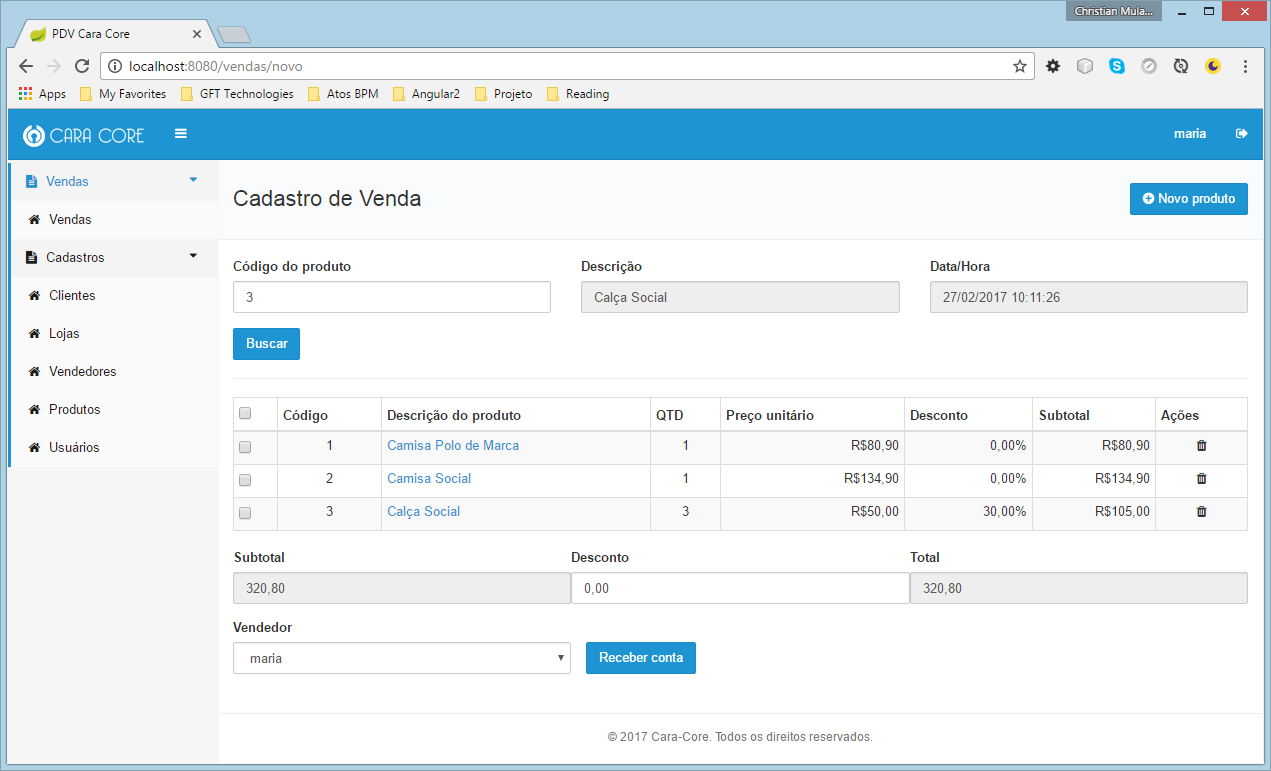 Christian Mula...
PDV Cara Core
localhost:8080/vendas/novo
Apps My Favorites GFT Technologies Atos BPM Angular2 Projeto Reading
CARA CORE
maria
Vendas
Vendas
Cadastros
Clientes
Lojas
Vendedores
Produtos
Usuários
Cadastro de Venda
Novo produto
Código do produto Descrição Data/Hora
3 Calça Social 27/02/2017 10:11:26
Buscar
Código Descrição do produto QTD Preço unitário Desconto Subtotal Ações
1 Camisa Polo de Marca 1 R$80,90 0,00% R$80,90
2 Camisa Social 1 R$134,90 0,00% R$134,90
3 Calça Social 3 R$50,00 30,00% R$105,00
Subtotal Desconto Total
320,80 0,00 320,80
Vendedor
maria Receber conta
© 2017 Cara-Core. Todos os direitos reservados.